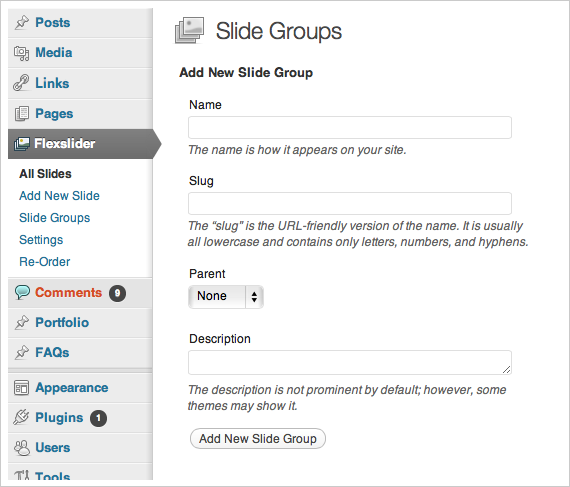 Posts
Media
Links
Pages
Flexslider
All Slides
Add New Slide
Slide Groups
Settings
Re-Order
Comments 9
Portfolio
FAQs
Appearance
Plugins 1
Users
Tools
Slide Groups
Add New Slide Group
Name
The name is how it appears on your site.
Slug
The “slug” is the URL-friendly version of the name. It is usually
all lowercase and contains only letters, numbers, and hyphens.
Parent
None
Description
The description is not prominent by default; however, some
themes may show it.
Add New Slide Group